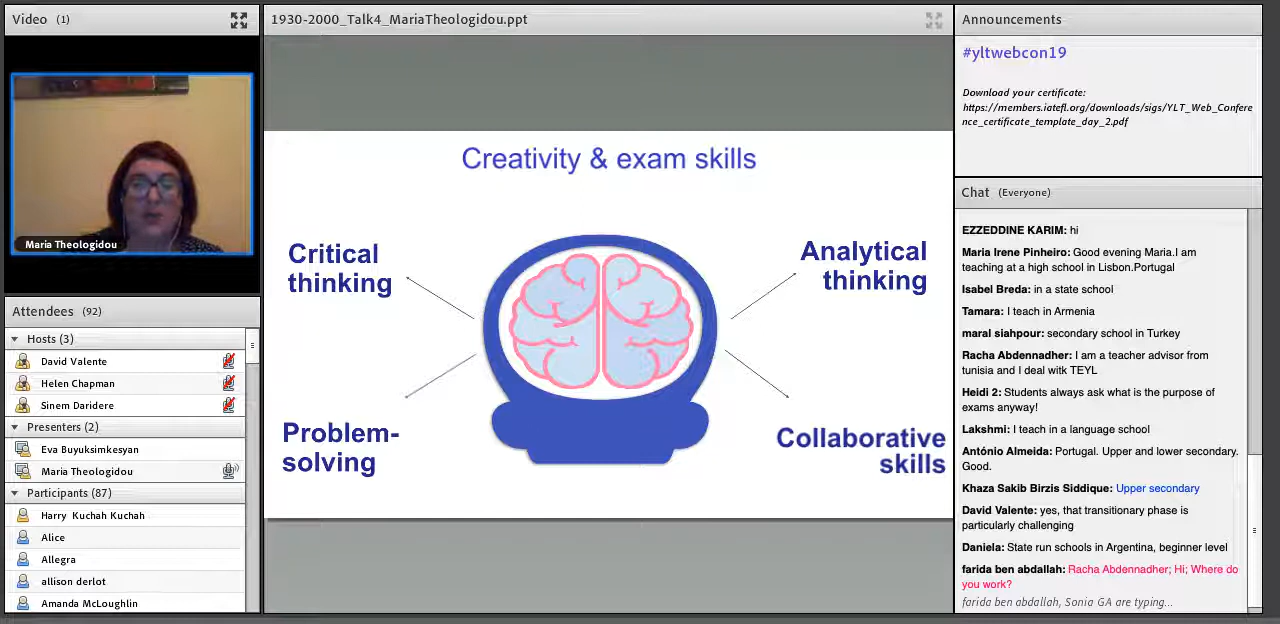 Video (1)
Maria Theologidou
Attendees (92)
Hosts (3)
David Valente
Helen Chapman
Sinem Daridere
Presenters (2)
Eva Buyuksimkesyan
Maria Theologidou
Participants (87)
Harry Kuchah Kuchah
Alice
Allegra
allison derlot
Amanda McLoughlin
1930-2000_Talk4_MariaTheologidou.ppt
Creativity & exam skills
Critical
thinking
Analytical
thinking
Problem-
solving
Collaborative
skills
Announcements
#yltwebcon19
Download your certificate:
https://members.iatefl.org/downloads/sigs/YLT_Web_Confere
nce_certificate_template_day_2.pdf
Chat (Everyone)
EZZEDDINE KARIM: hi
Maria Irene Pinheiro: Good evening Maria.I am
teaching at a high school in Lisbon.Portugal
Isabel Breda: in a state school
Tamara: I teach in Armenia
maral siahpour: secondary school in Turkey
Racha Abdennadher: I am a teacher advisor from
tunisia and I deal witk TEYL
Heidi 2: Students always ask what is the purpose of
exams anyway!
Lakshmi: I teach in a language school
António Almeida: Portugal. Upper and lower secondary.
Good.
Khaza Sakib Birzis Siddique: Upper secondary
David Valente: yes, that transitionary phase is
particularly challenging
Daniela: State run schools in Argentina, beginner level
farida ben abdallah: Racha Abdennadher; Hi; Where do
you work?
farida ben abdallah, Sonia GA are typing...